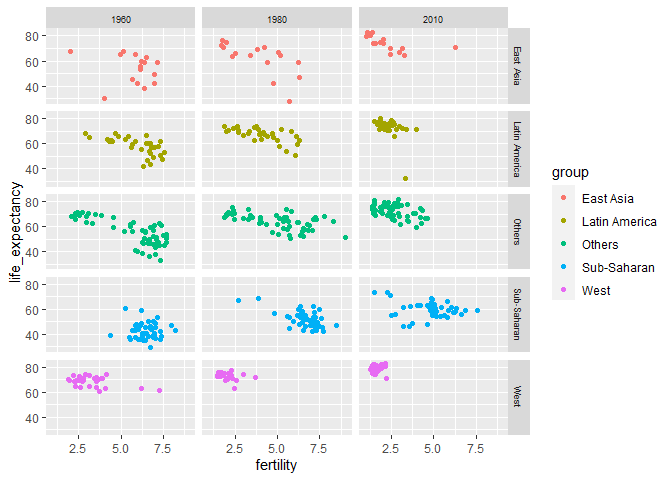 1960 1980 2010
80
60
40
East Asia
80
60
40
Latin America
80
60
40
Others
80
60
40
Sub-Saharan
80
60
40
West
2.5 5.0 7.5 2.5 5.0 7.5 2.5 5.0 7.5
fertility
life_expectancy
group
East Asia
Latin America
Others
Sub-Saharan
West